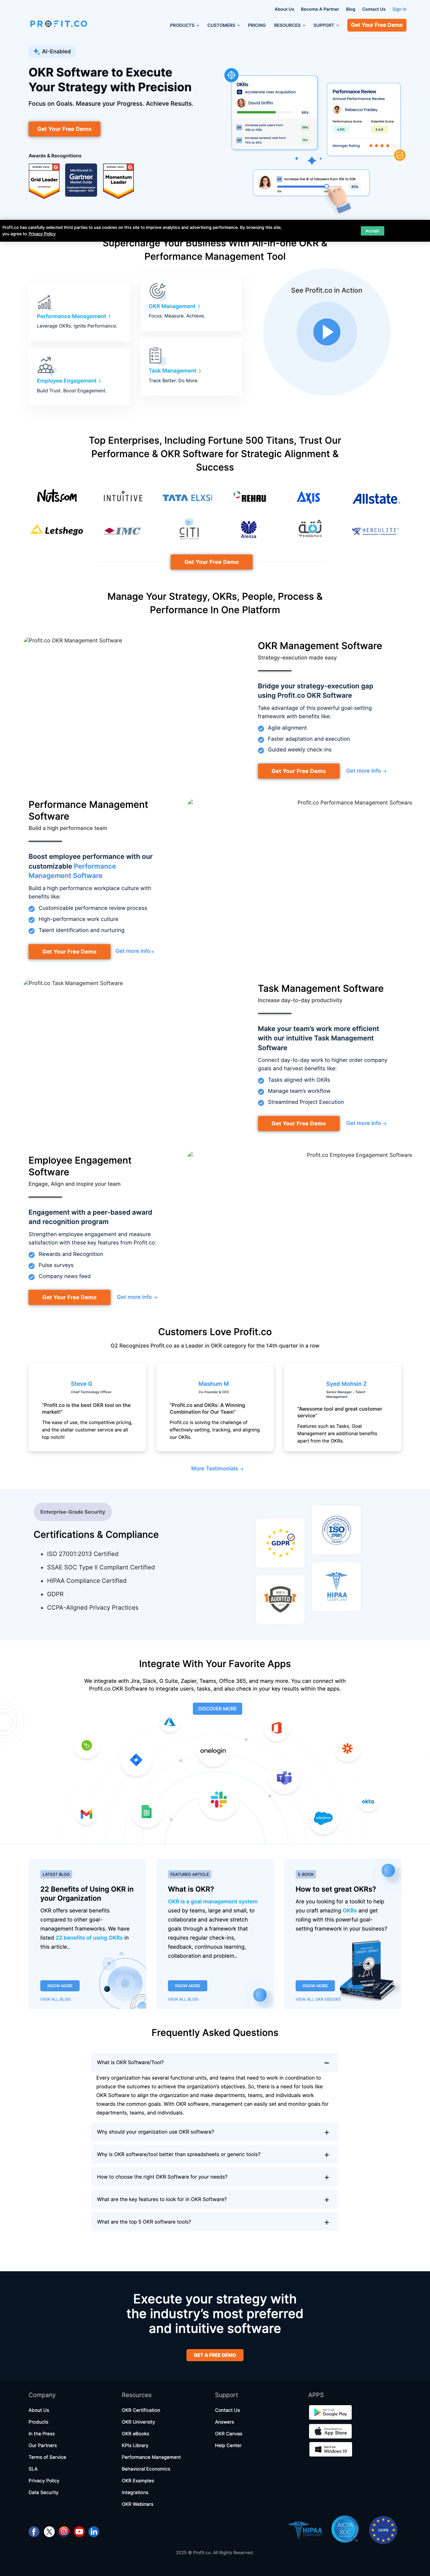 About Us Become A Partner Blog Contact Us Sign In
PROFIT.CO
PRODUCTS CUSTOMERS PRICING RESOURCES SUPPORT Get Your Free Demo
AI-Enabled
OKR Software to Execute
Your Strategy with Precision
Focus on Goals. Measure your Progress. Achieve Results.
Get Your Free Demo
Awards & Recognitions
Grid Leader
Mentioned in
Gartner
Market Guide
Momentum
Leader
OKRs
Accelerate User Acquisition
David Griffin
Performance Review
Annual Performance Review
Rebecca Fredey
Performance Score Potential Score
Manager Rating
Increase the # of followers from 15k to 50k
Profit.co has carefully selected third parties to use cookies on this site to improve analytics and advertising performance. By browsing this site,
you agree to Privacy Policy
Accept
Supercharge Your Business With All-in-One OKR &
Performance Management Tool
Performance Management
Leverage OKRs. Ignite Performance.
OKR Management
Focus. Measure. Achieve.
Employee Engagement
Build Trust. Boost Engagement.
Task Management
Track Better. Do More.
See Profit.co in Action
Top Enterprises, Including Fortune 500 Titans, Trust Our
Performance & OKR Software for Strategic Alignment &
Success
Nuts.com INTUITIVE TATA ELXSI REHAU AXIS Allstate.
Letshego IMC CITI Alessa ثقة HERCULITE
Get Your Free Demo
Manage Your Strategy, OKRs, People, Process &
Performance In One Platform
Profit.co OKR Management Software
OKR Management Software
Strategy-execution made easy
Bridge your strategy-execution gap
using Profit.co OKR Software
Take advantage of this powerful goal-setting
framework with benefits like:
Agile alignment
Faster adaptation and execution
Guided weekly check-ins
Get Your Free Demo Get more info →
Performance Management
Software
Build a high performance team
Boost employee performance with our
customizable Performance
Management Software
Build a high performance workplace culture with
benefits like:
Customizable performance review process
High-performance work culture
Talent identification and nurturing
Get Your Free Demo Get more info→
Profit.co Performance Management Software
Profit.co Task Management Software
Task Management Software
Increase day-to-day productivity
Make your team's work more efficient
with our intuitive Task Management
Software
Connect day-to-day work to higher order company
goals and harvest benefits like:
Tasks aligned with OKRs
Manage team's workflow
Streamlined Project Execution
Get Your Free Demo Get more info →
Employee Engagement
Software
Engage, Align and Inspire your team
Engagement with a peer-based award
and recognition program
Strengthen employee engagement and measure
satisfaction with these key features from Profit.co:
Rewards and Recognition
Pulse surveys
Company news feed
Get Your Free Demo Get more info →
Profit.co Employee Engagement Software
Customers Love Profit.co
G2 Recognizes Profit.co as a Leader in OKR category for the 14th quarter in a row
Steve G
Chief Technology Officer
"Profit.co is the best OKR tool on the
market!"
The ease of use, the competitive pricing,
and the stellar customer service are all
top notch!
Mashum M
Co-Founder & CEO
"Profit.co and OKRs: A Winning
Combination for Our Team"
Profit.co is solving the challenge of
effectively setting, tracking, and aligning
our OKRs.
Syed Mohsin Z
Senior Manager - Talent
Management
"Awesome tool and great customer
service"
Features such as Tasks, Goal
Management are additional benefits
apart from the OKRs.
More Testimonials →
Enterprise-Grade Security
Certifications & Compliance
ISO 27001:2013 Certified
SSAE SOC Type II Compliant Certified
HIPAA Compliance Certified
GDPR
CCPA-Aligned Privacy Practices
GDPR
ISO
27001
AUDITED
HIPAA
COMPLIANT
Integrate With Your Favorite Apps
We integrate with Jira, Slack, G Suite, Zapier, Teams, Office 365, and many more. You can connect with
Profit.co OKR Software to integrate users, tasks, and also check in your key results within the apps.
DISCOVER MORE
onelogin
okta
salesforce
LATEST BLOG
22 Benefits of Using OKR in
your Organization
OKR offers several benefits
compared to other goal-
management frameworks. We have
listed 22 benefits of using OKRs in
this article..
KNOW MORE
VIEW ALL BLOG
FEATURED ARTICLE
What is OKR?
OKR is a goal management system
used by teams, large and small, to
collaborate and achieve business
goals through a framework that
requires regular check-ins,
feedback, continuous learning,
collaboration and problem..
KNOW MORE
VIEW ALL BLOG
E-BOOK
How to set great OKRs?
Are you looking for a toolkit to help
you craft amazing OKRs and get
rolling with this powerful goal-
setting framework in your business?
KNOW MORE
VIEW ALL OKR EBOOKS
Frequently Asked Questions
What is OKR Software/Tool?
Every organization has several functional units, and teams that need to work in coordination to
produce the outcomes to achieve the organization's objectives. So, there is a need for tools like
OKR Software to align the organization and make departments, teams, and individuals work
towards the common goals. With OKR software, management can easily set and monitor goals for
departments, teams, and individuals.
Why should your organization use OKR software?
Why is OKR software/tool better than spreadsheets or generic tools?
How to choose the right OKR Software for your needs?
What are the key features to look for in OKR Software?
What are the top 5 OKR software tools?
Execute your strategy with
the industry's most preferred
and intuitive software
GET A FREE DEMO
Company
About Us
Products
In the Press
Our Partners
Terms of Service
SLA
Privacy Policy
Data Security
Resources
OKR Certification
OKR University
OKR eBooks
KPIs Library
Performance Management
Behavioral Economics
OKR Examples
Integrations
OKR Webinars
Support
Contact Us
Answers
OKR Canvas
Help Center
APPS
Google Play
App Store
Windows 10
HIPAA
AICPA
SOC
GDPR
2025 © Profit.co. All Rights Reserved.